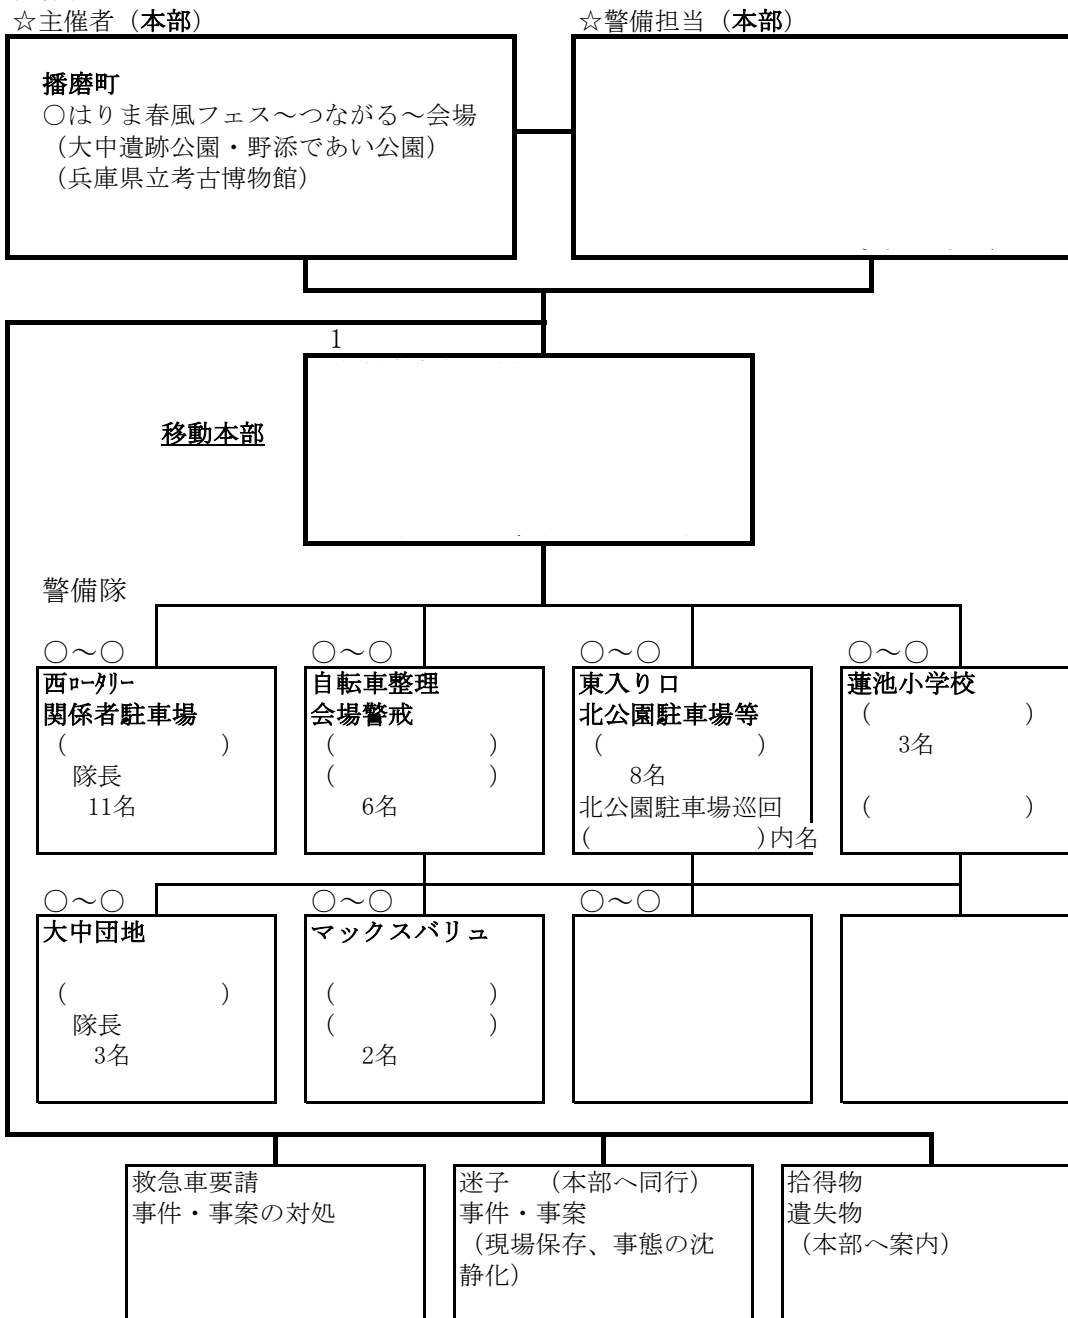 ☆主催者（本部）
☆警備担当（本部）
播磨町
○はりま春風フェス～つながる～会場
（大中遺跡公園・野添であい公園）
（兵庫県立考古博物館）
1
移動本部
警備隊
○～○
西ﾛｰﾀﾘｰ
関係者駐車場
（　　　　　　　）
隊長
11名
○～○
自転車整理
会場警戒
（　　　　　　　）
（　　　　　　　）
6名
○～○
東入り口
北公園駐車場等
（　　　　　　　）
8名
北公園駐車場巡回
(　　　　　　　　)内名
○～○
蓮池小学校
（　　　　　　　）
3名
（　　　　　　　）
○～○
大中団地
（　　　　　　　）
隊長
3名
○～○
マックスバリュ
（　　　　　　　）
（　　　　　　　）
2名
○～○
救急車要請
事件・事案の対処
迷子　（本部へ同行）
事件・事案
（現場保存、事態の沈
静化）
拾得物
遺失物
（本部へ案内）